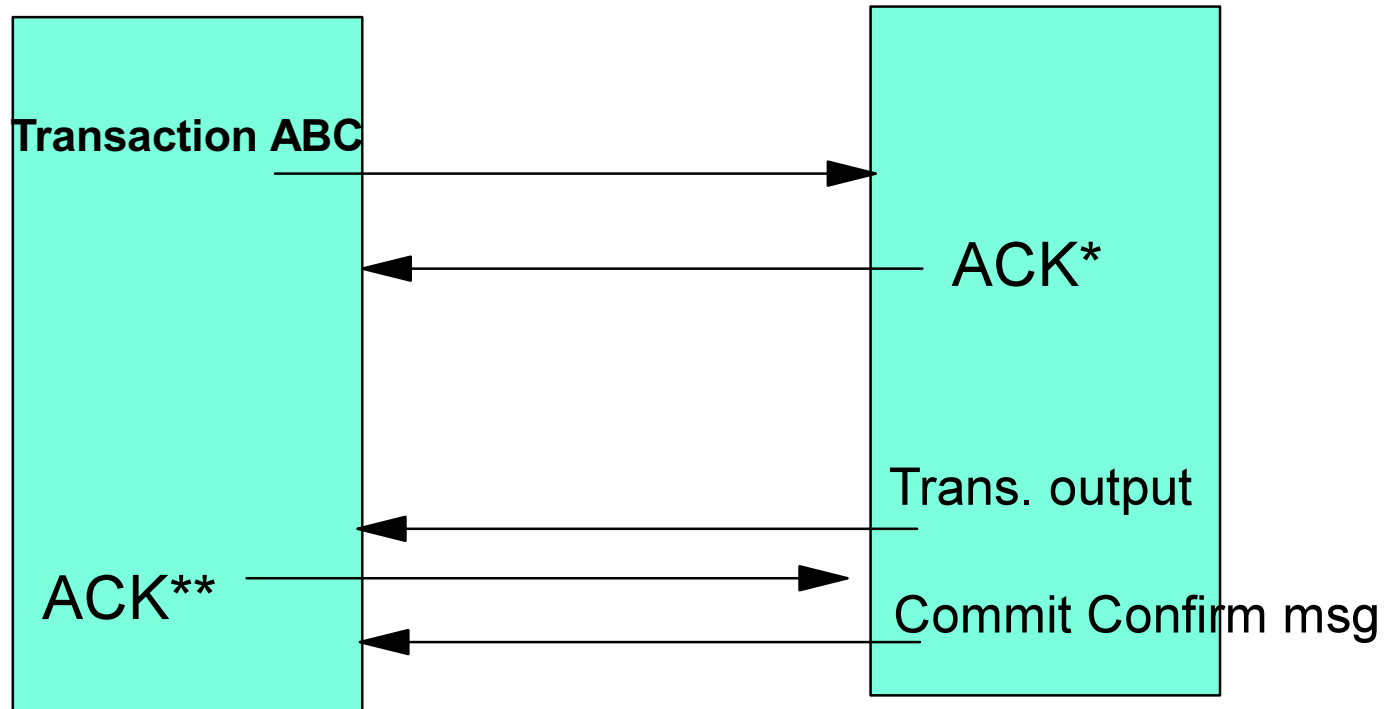 Transaction ABC
ACK*
Trans. output
ACK**
Commit Confirm msg